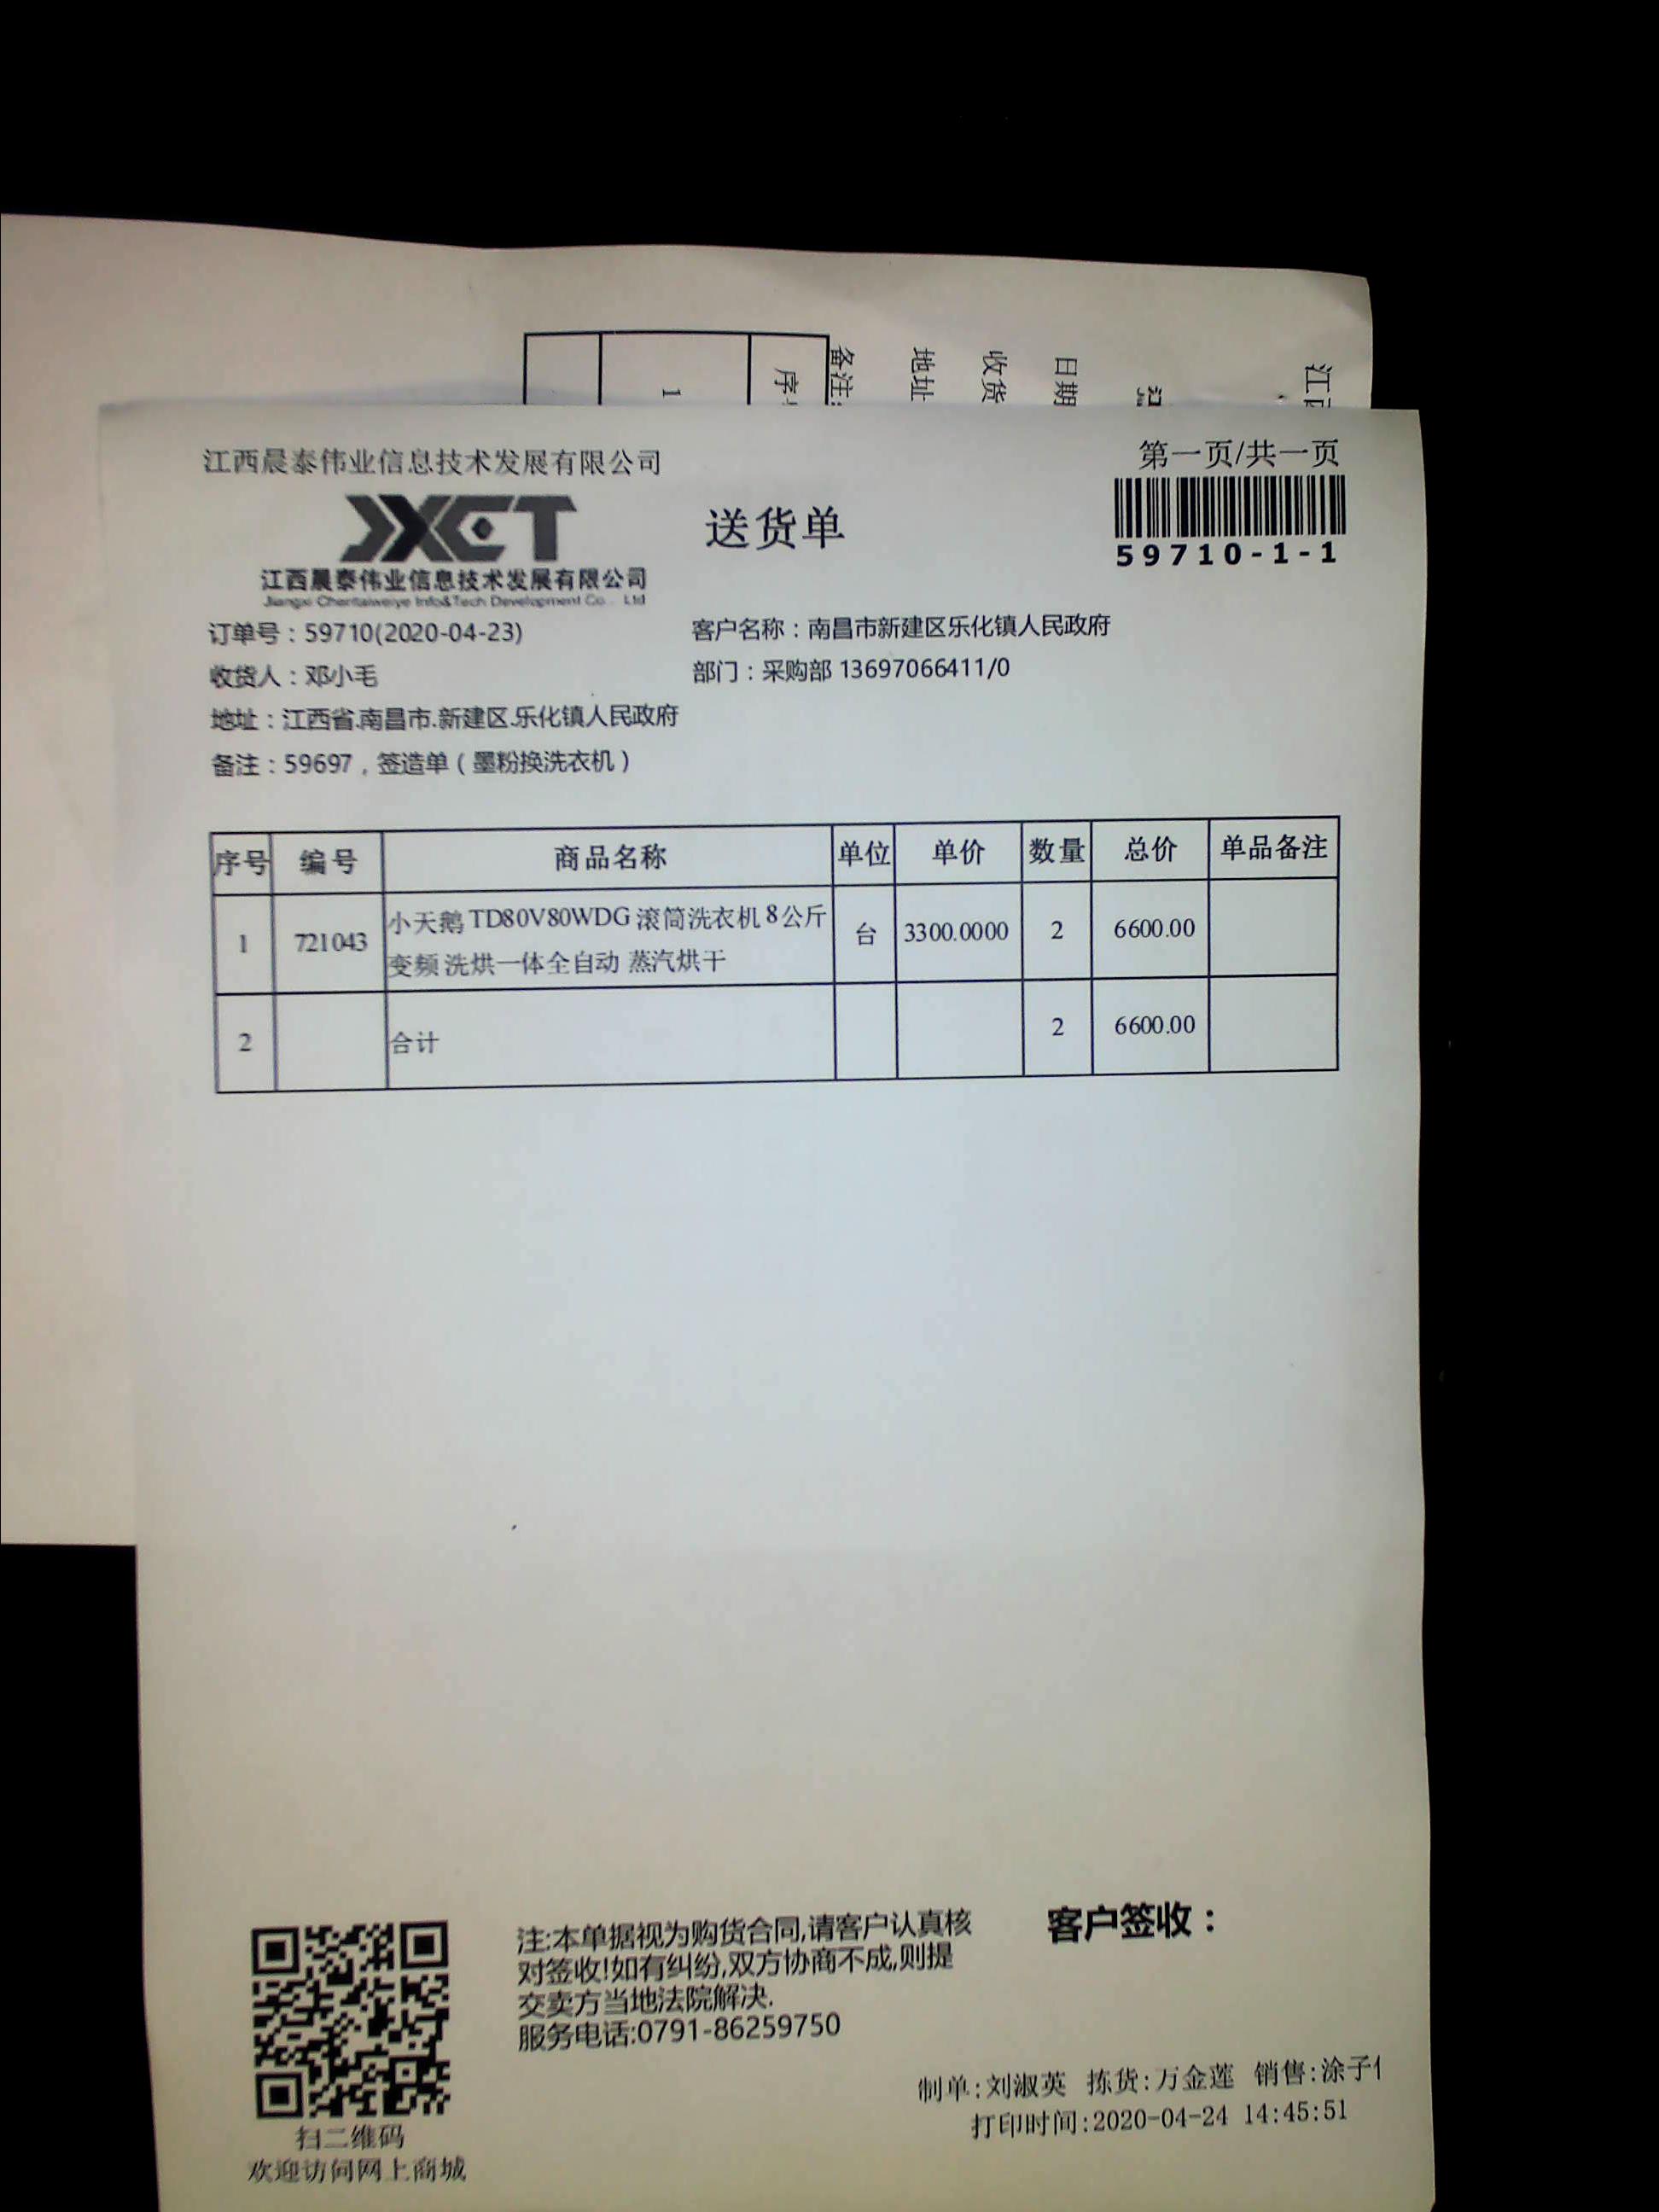 江
备注:
地址
收货
日期
序
1
江西晨泰伟业信息技术发展有限公司
第一页/共一页
JXCT
送货单
59710-1-1
江西晨泰伟业信息技术发展有限公司
Jiangxi Chentaiweiye Info&Tech Development Co., Ltd
订单号：59710(2020-04-23)
客户名称：南昌市新建区乐化镇人民政府
收货人：邓小毛
部门：采购部 13697066411/0
地址：江西省.南昌市.新建区.乐化镇人民政府
备注：59697，签造单（墨粉换洗衣机）
序号 编号 商品名称 单位 单价 数量 总价 单品备注
1 721043 小天鹅 TD80V80WDG 滚筒洗衣机 8公斤 台 3300.0000 2 6600.00
变频 洗烘一体全自动 蒸汽烘干
2 合计 2 6600.00
注:本单据视为购货合同,请客户认真核
对签收!如有纠纷,双方协商不成,则提
交卖方当地法院解决.
服务电话:0791-86259750
客户签收：
制单:刘淑英 拣货:万金莲 销售:涂子
打印时间:2020-04-24 14:45:51
扫二维码
欢迎访问网上商城